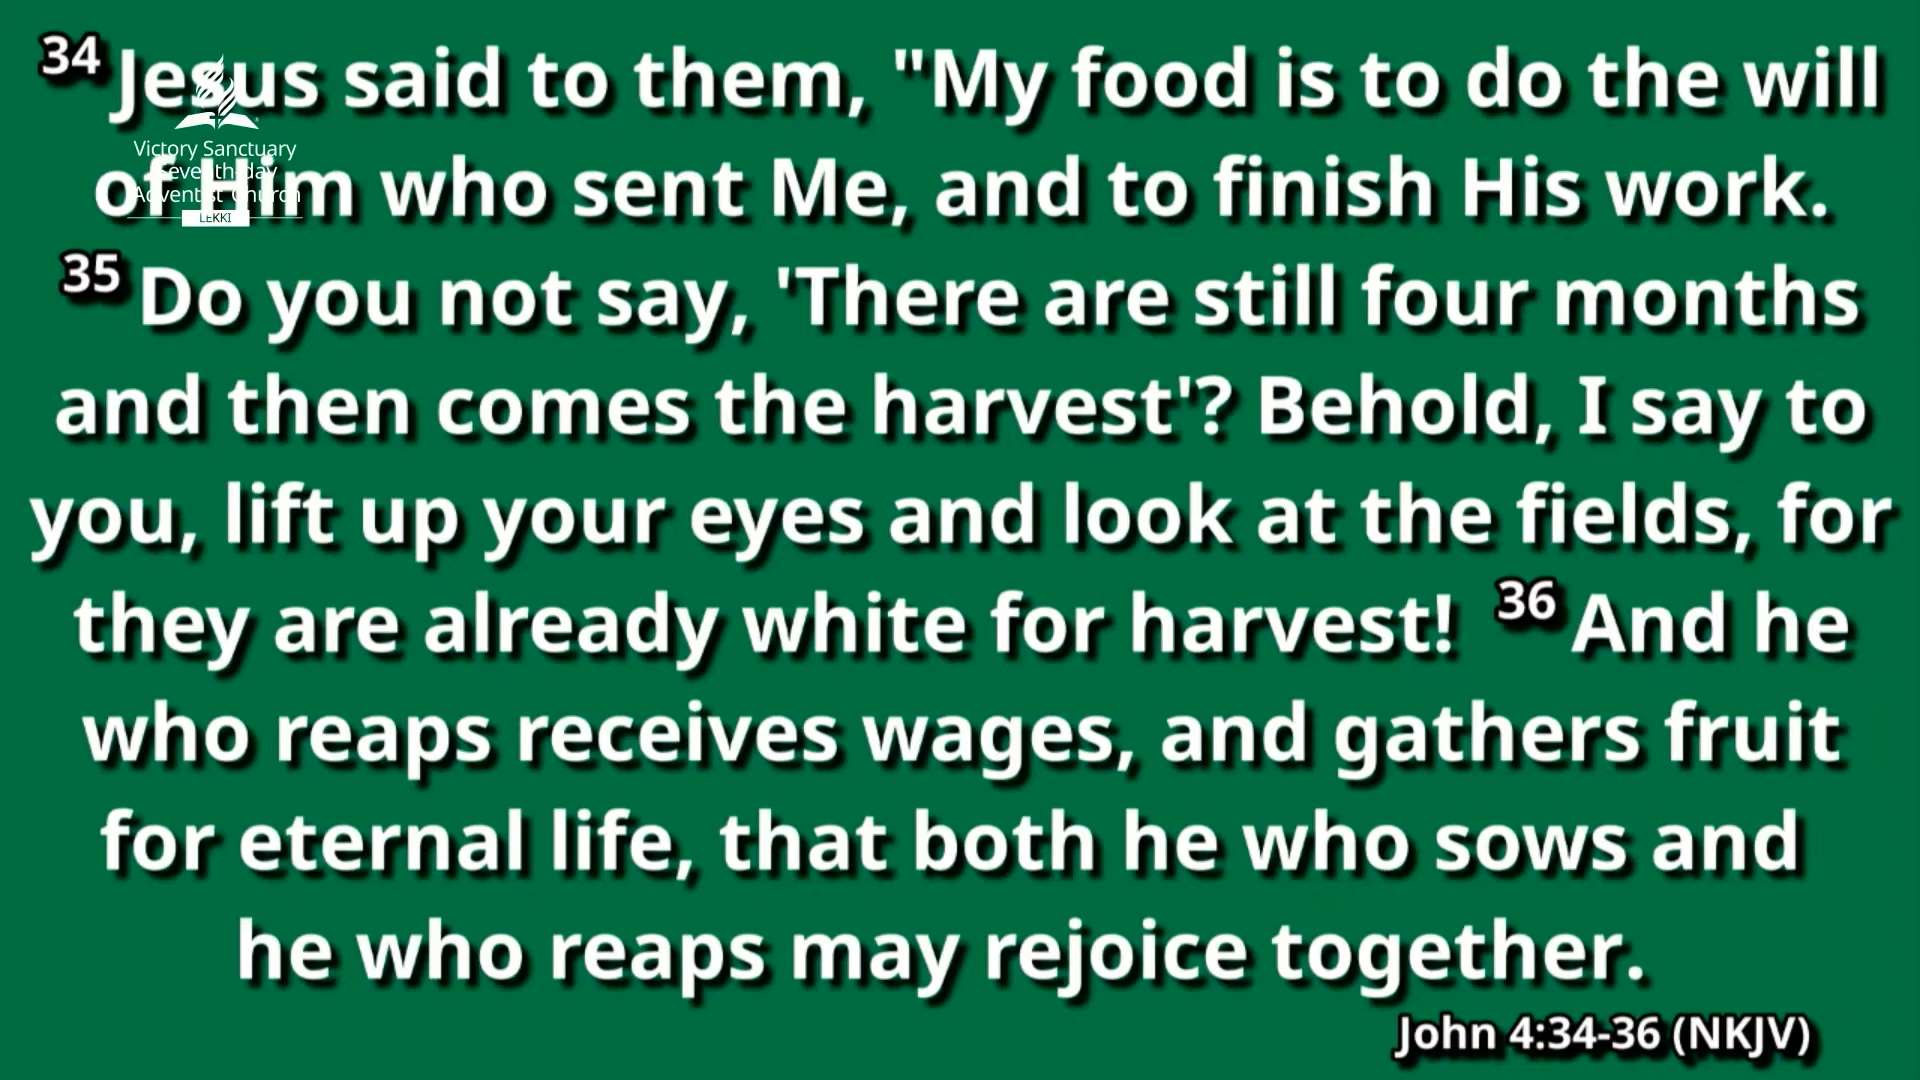 34 Jesus said to them, "My food is to do the will
of Him who sent Me, and to finish His work.
35 Do you not say, 'There are still four months
and then comes the harvest'? Behold, I say to
you, lift up your eyes and look at the fields, for
they are already white for harvest! 36 And he
who reaps receives wages, and gathers fruit
for eternal life, that both he who sows and
he who reaps may rejoice together.
John 4:34-36 (NKJV)
Victory Sanctuary
Seventh-day
Adventist Church
LEKKI